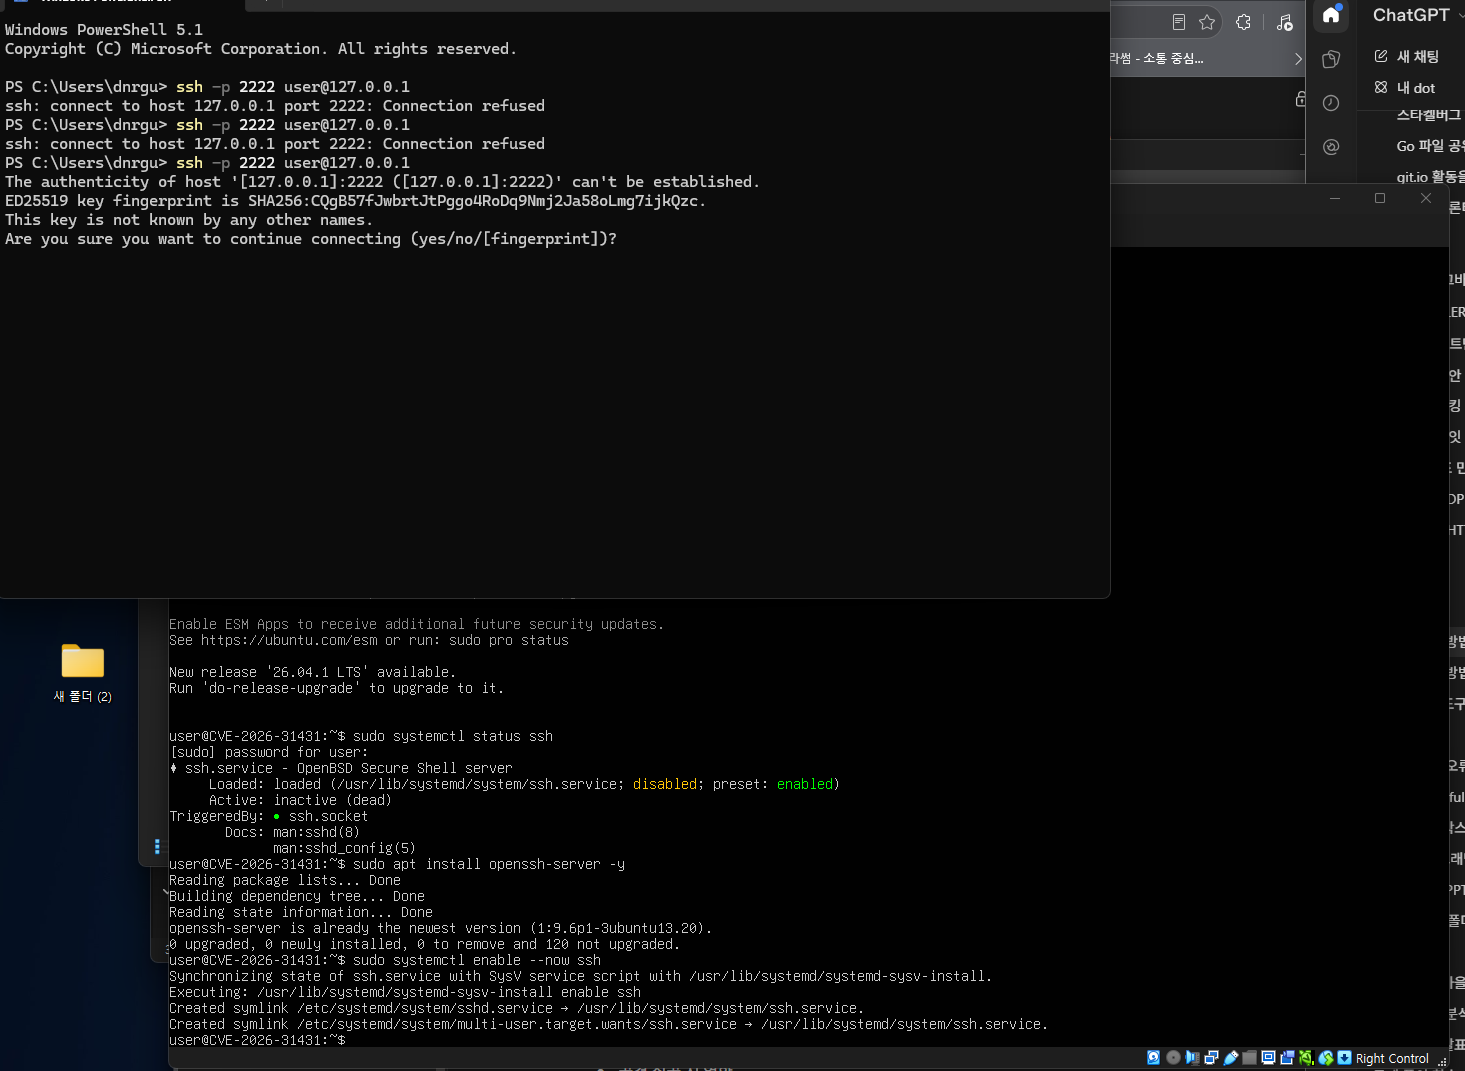 Windows PowerShell 5.1
Copyright (C) Microsoft Corporation. All rights reserved.
PS C:\Users\dnrgu> ssh -p 2222 user@127.0.0.1
ssh: connect to host 127.0.0.1 port 2222: Connection refused
PS C:\Users\dnrgu> ssh -p 2222 user@127.0.0.1
ssh: connect to host 127.0.0.1 port 2222: Connection refused
PS C:\Users\dnrgu> ssh -p 2222 user@127.0.0.1
The authenticity of host '[127.0.0.1]:2222 ([127.0.0.1]:2222)' can't be established.
ED25519 key fingerprint is SHA256:CQgB57fJwbrtJtPggo4RoDq9Nmj2Ja58oLmg7ijkQzc.
This key is not known by any other names.
Are you sure you want to continue connecting (yes/no/[fingerprint])?
라썸 - 소통 중심...
ChatGPT
새 채팅
내 dot
스타켈버그
Go 파일 공유
git.io 활동을
새 폴더 (2)
Enable ESM Apps to receive additional future security updates.
See https://ubuntu.com/esm or run: sudo pro status
New release '26.04.1 LTS' available.
Run 'do-release-upgrade' to upgrade to it.
user@CVE-2026-31431:~$ sudo systemctl status ssh
[sudo] password for user:
ssh.service - OpenBSD Secure Shell server
Loaded: loaded (/usr/lib/systemd/system/ssh.service; disabled; preset: enabled)
Active: inactive (dead)
TriggeredBy: ● ssh.socket
Docs: man:sshd(8)
man:sshd_config(5)
user@CVE-2026-31431:~$ sudo apt install openssh-server -y
Reading package lists... Done
Building dependency tree... Done
Reading state information... Done
openssh-server is already the newest version (1:9.6p1-3ubuntu13.20).
0 upgraded, 0 newly installed, 0 to remove and 120 not upgraded.
user@CVE-2026-31431:~$ sudo systemctl enable --now ssh
Synchronizing state of ssh.service with SysV service script with /usr/lib/systemd/systemd-sysv-install.
Executing: /usr/lib/systemd/systemd-sysv-install enable ssh
Created symlink /etc/systemd/system/sshd.service → /usr/lib/systemd/system/ssh.service.
Created symlink /etc/systemd/system/multi-user.target.wants/ssh.service → /usr/lib/systemd/system/ssh.service.
user@CVE-2026-31431:~$
Right Control